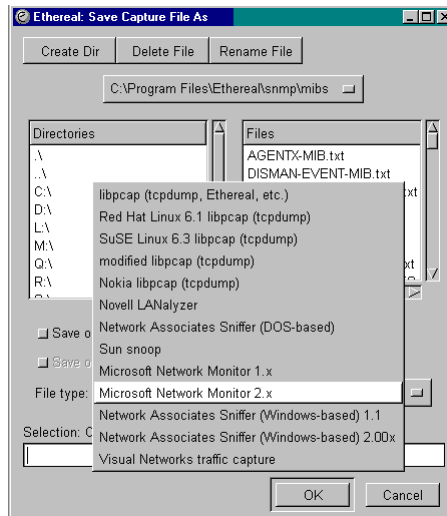 Ethereal: Save Capture File As
Create Dir Delete File Rename File
C:\Program Files\Ethereal\snmp\mibs
Directories Files
.\ AGENTX-MIB.txt
..\ DISMAN-EVENT-MIB.txt
C:\ xt
D:\
L:\
M:\
Q:\ xt
R:\
libpcap (tcpdump, Ethereal, etc.)
Red Hat Linux 6.1 libpcap (tcpdump)
SuSE Linux 6.3 libpcap (tcpdump)
modified libpcap (tcpdump)
Nokia libpcap (tcpdump)
Novell LANalyzer
Network Associates Sniffer (DOS-based)
Sun snoop
Microsoft Network Monitor 1.x
Microsoft Network Monitor 2.x
Network Associates Sniffer (Windows-based) 1.1
Network Associates Sniffer (Windows-based) 2.00x
Visual Networks traffic capture
Save o
Save o
File type:
Selection: C
OK Cancel